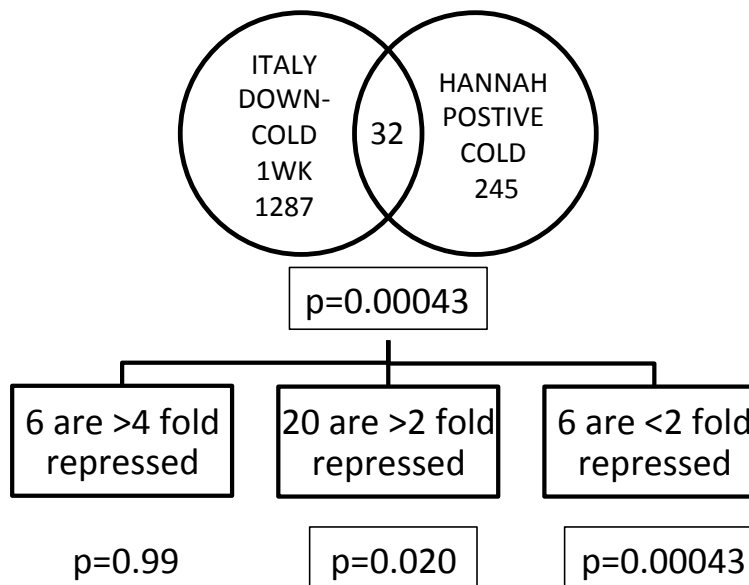 ITALY
DOWN-
COLD
1WK
1287
32
HANNAH
POSTIVE
COLD
245
p=0.00043
6 are >4 fold
repressed
20 are >2 fold
repressed
6 are <2 fold
repressed
p=0.99
p=0.020
p=0.00043